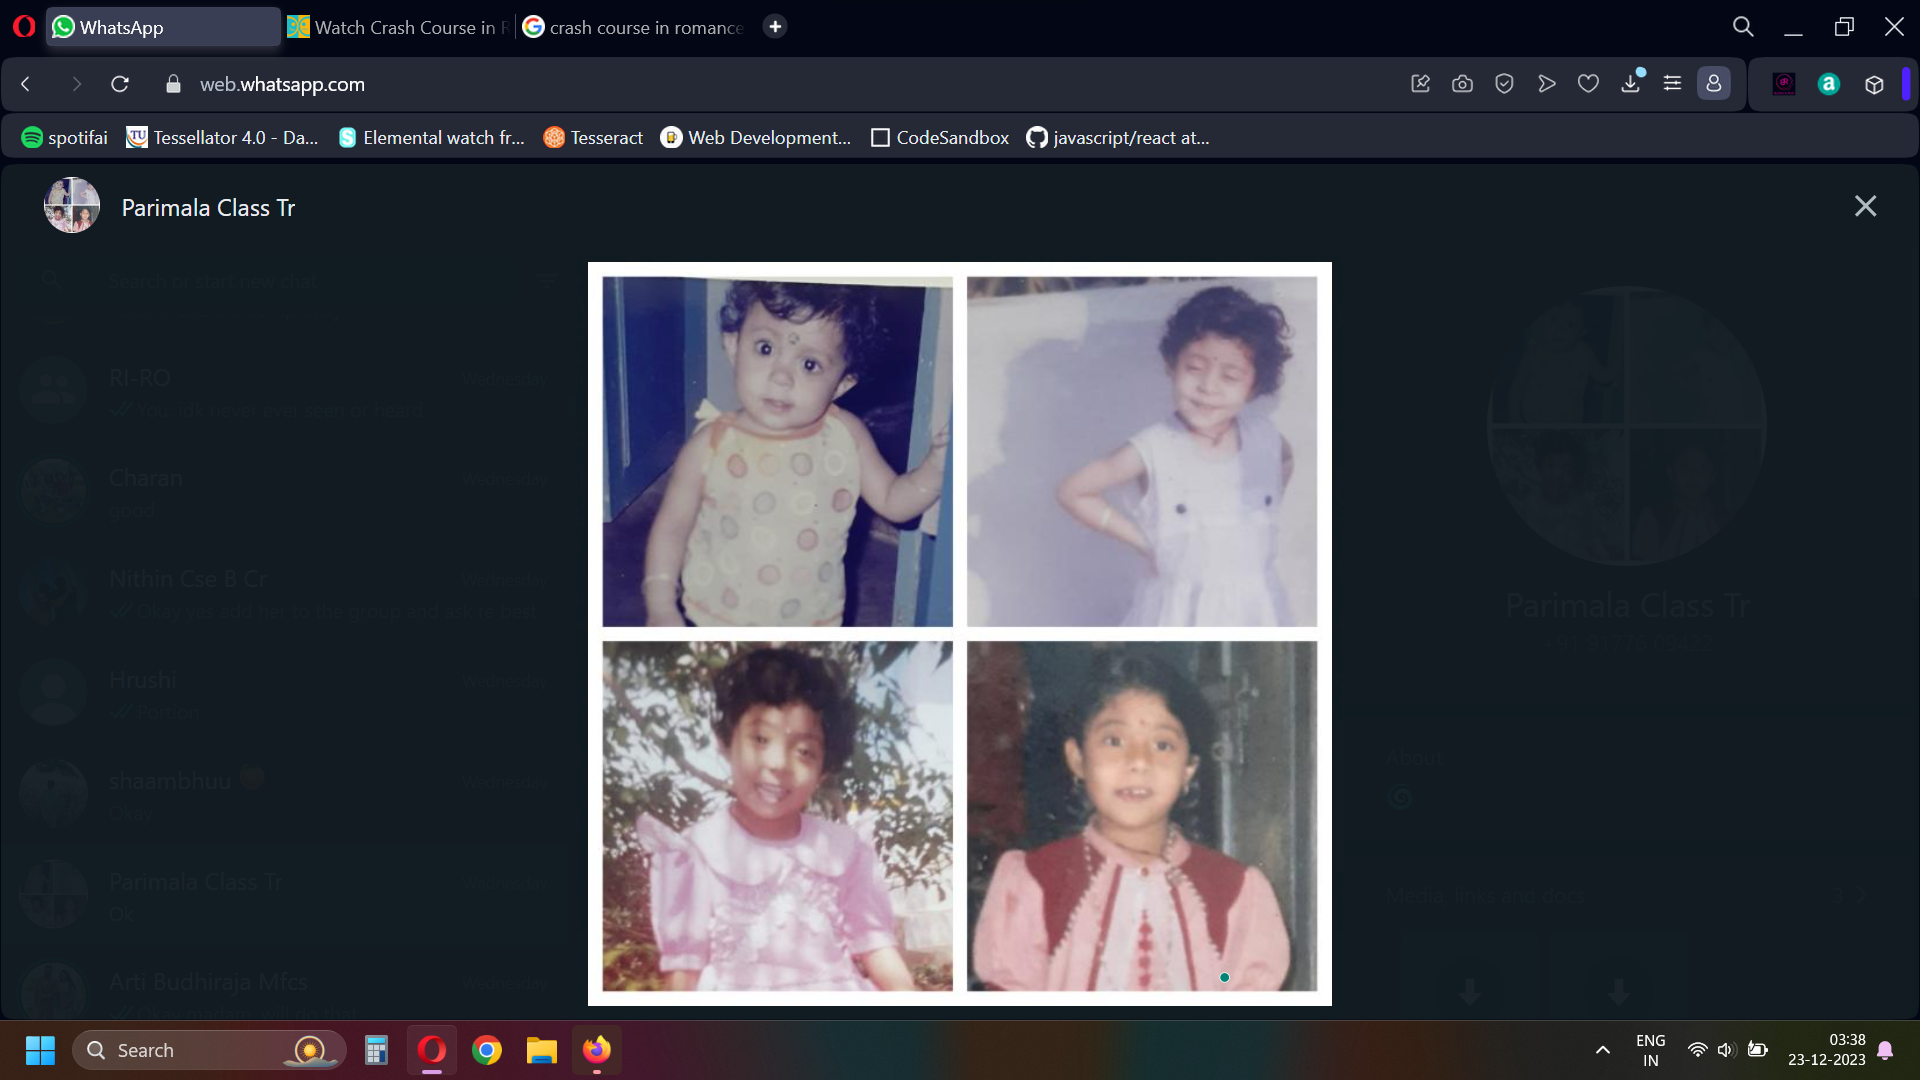 WhatsApp
Watch Crash Course in R
crash course in romance
web.whatsapp.com
spotifai
Tessellator 4.0 - Da...
Elemental watch fr...
Tesseract
Web Development...
CodeSandbox
javascript/react at...
Parimala Class Tr
Search or start new chat
RI-RO
Wednesday
You: idk never ever seen or heard
Charan
Wednesday
good
Nithin Cse B Cr
Wednesday
Okay yes add her to the group and ask re best
Hrushi
Wednesday
Portion
shaambhuu
Wednesday
Okay
Parimala Class Tr
Wednesday
Ok
Arti Budhiraja Mfcs
Wednesday
Parimala Class Tr
About
Media, links and docs
3
Search
ENG
IN
03:38
23-12-2023